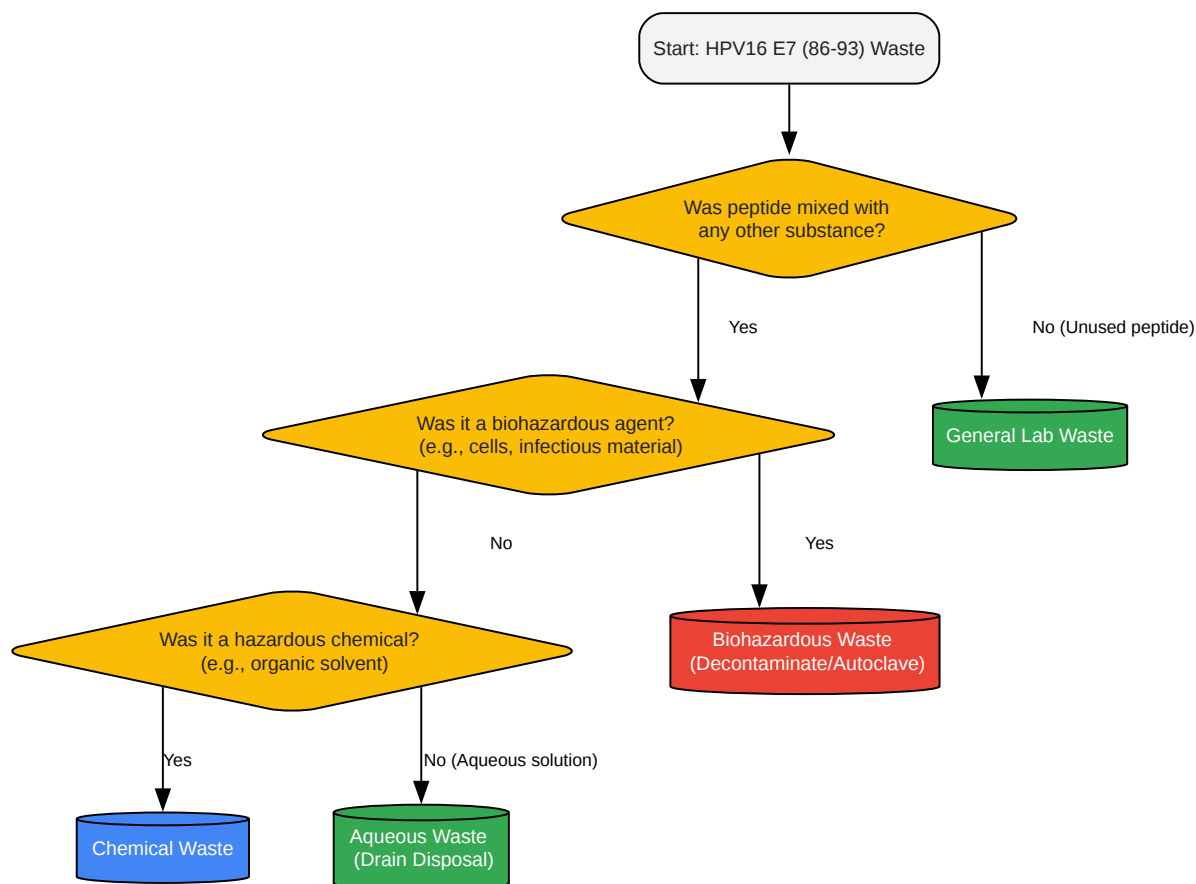 Start: HPV16 E7 (86-93) Waste
Was peptide mixed with
any other substance?
Yes
No (Unused peptide)
Was it a biohazardous agent?
(e.g., cells, infectious material)
General Lab Waste
No
Yes
Was it a hazardous chemical?
(e.g., organic solvent)
Biohazardous Waste
(Decontaminate/Autoclave)
Yes
No (Aqueous solution)
Chemical Waste
Aqueous Waste
(Drain Disposal)